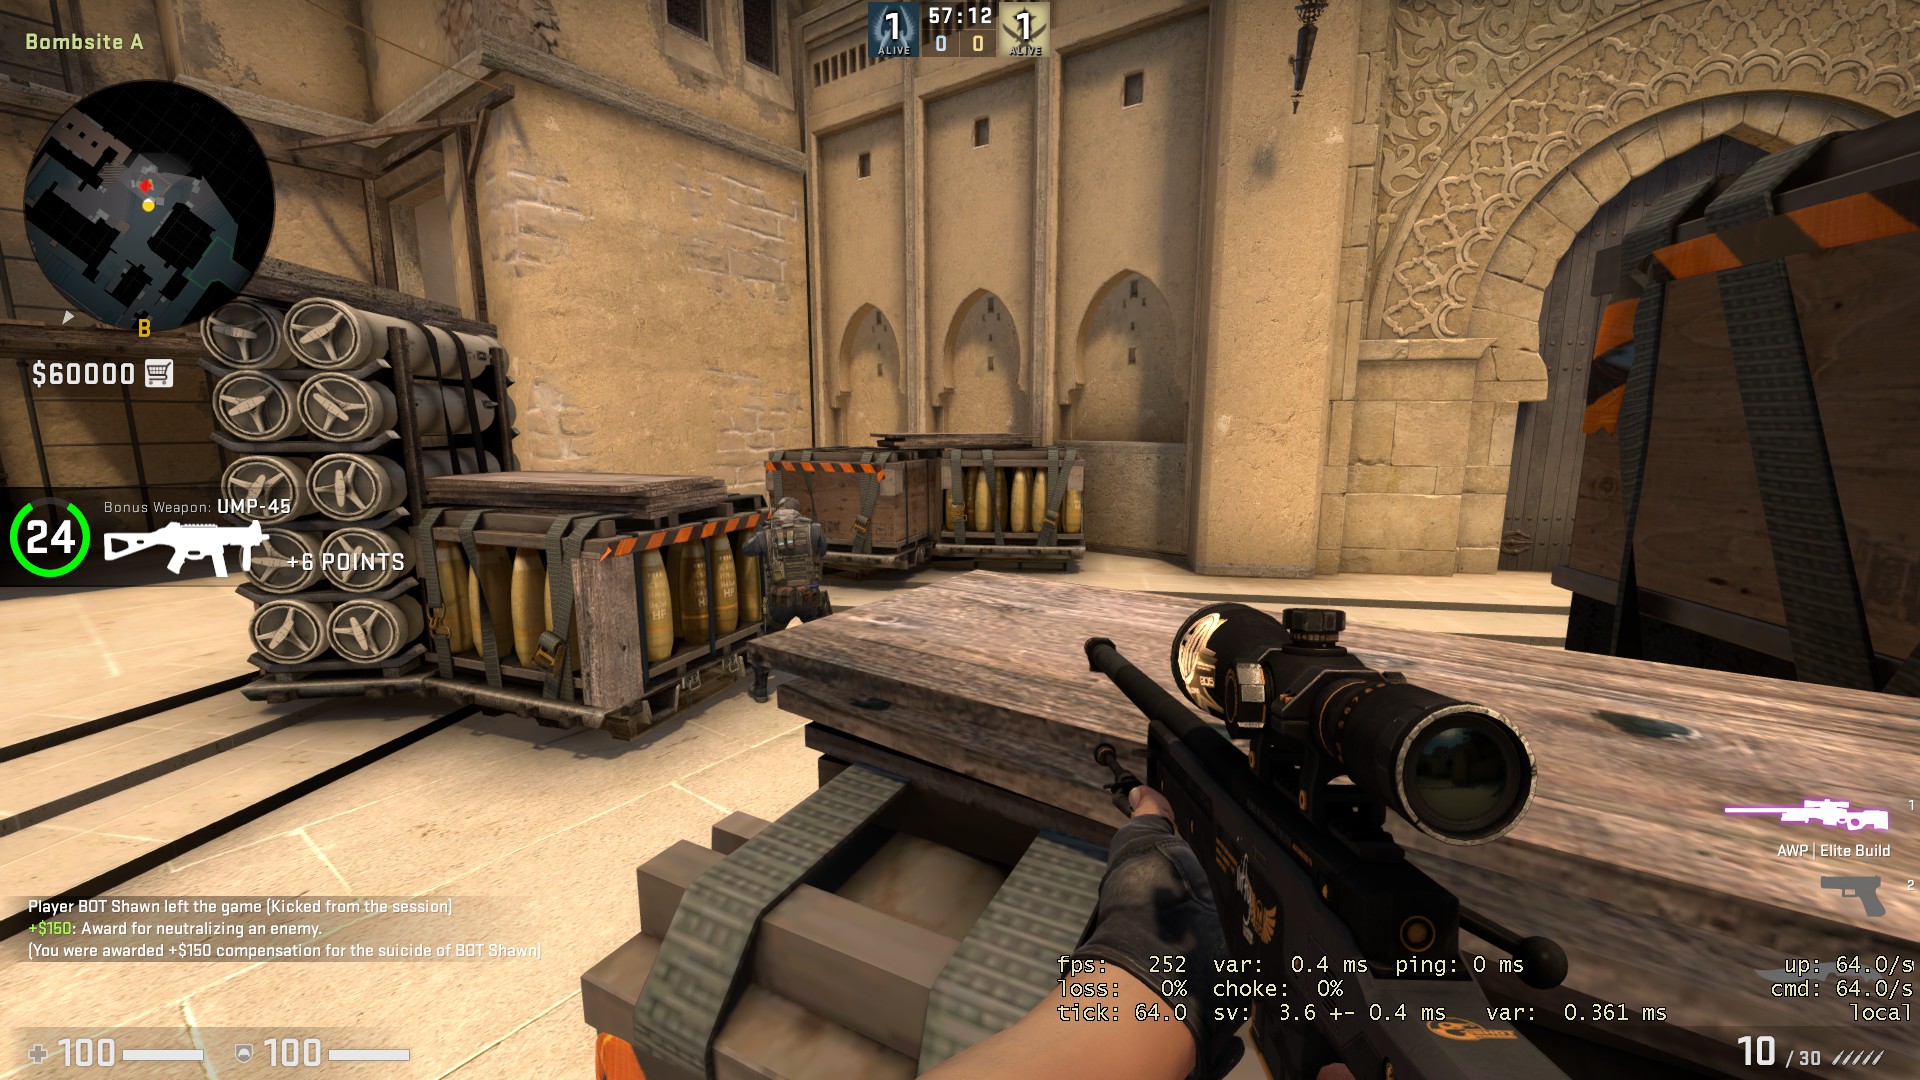 Bombsite A
1
ALIVE
57:12
0 0
1
ALIVE
B
$60000
24
Bonus Weapon: UMP-45
+6 POINTS
1
AWP | Elite Build
2
Player BOT Shawn left the game (Kicked from the session)
+$150: Award for neutralizing an enemy.
(You were awarded +$150 compensation for the suicide of BOT Shawn)
fps: 252 var: 0.4 ms ping: 0 ms
loss: 0% choke: 0%
tick: 64.0 sv: 3.6 +- 0.4 ms var: 0.361 ms
up: 64.0/s
cmd: 64.0/s
local
100
100
10 / 30